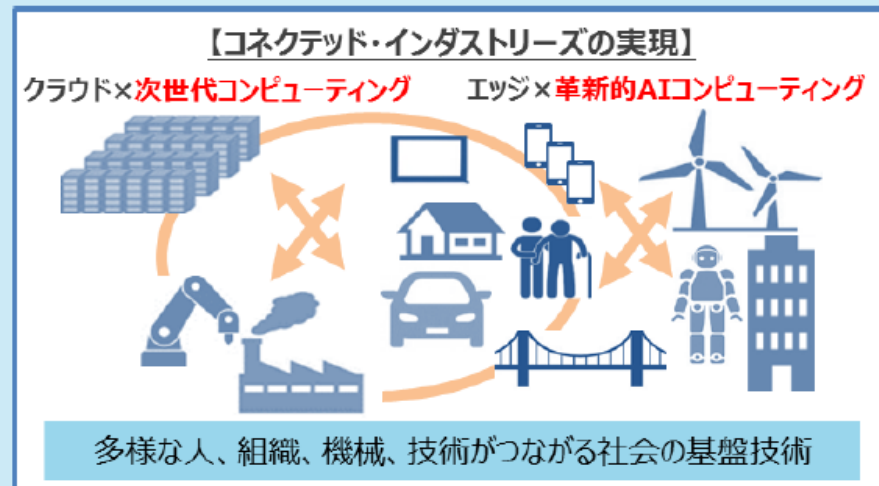 【コネクテッド・インダストリーズの実現】
クラウド×次世代コンピューティング
エッジ×革新的AIコンピューティング
多様な人、組織、機械、技術がつながる社会の基盤技術